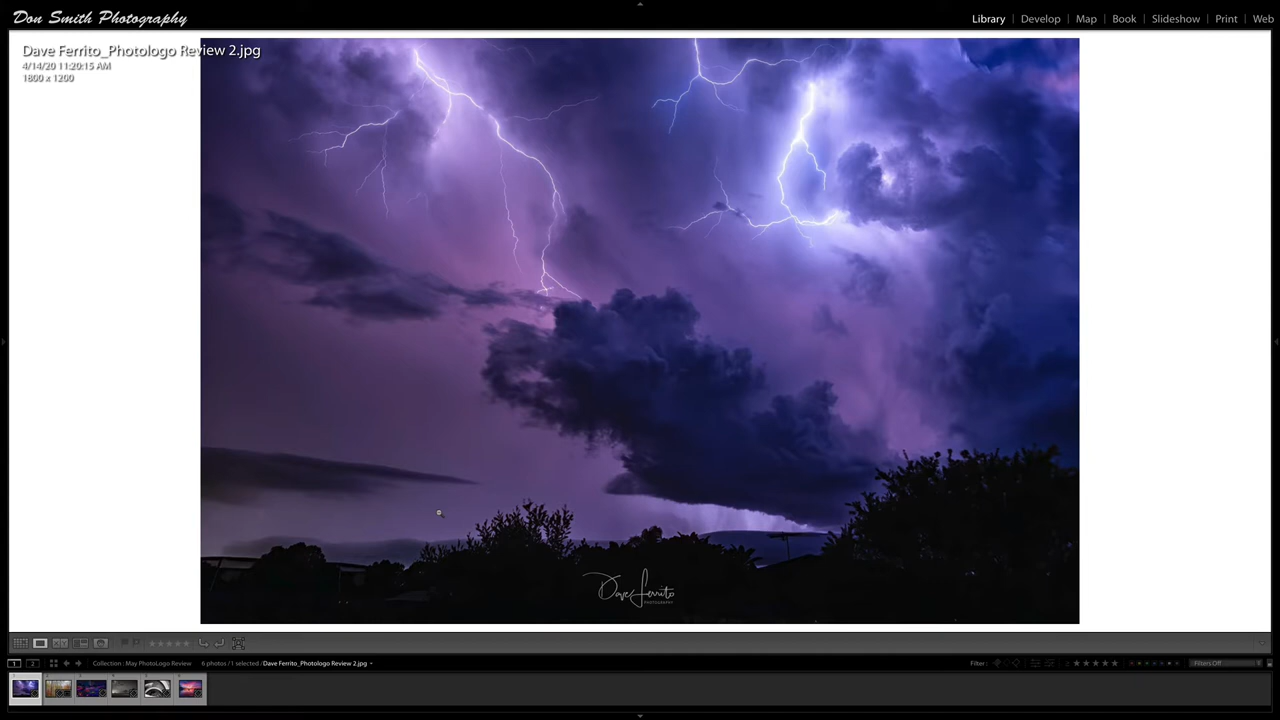 Don Smith Photography
Library | Develop | Map | Book | Slideshow | Print | Web
Dave Ferrito_Photologo Review 2.jpg
4/14/20 11:20:15 AM
1800 x 1200
Dave Ferrito
PHOTOGRAPHY
1 2 Collection : May PhotoLogo Review 6 photos /1 selected /Dave Ferrito_Photologo Review 2.jpg Filter : Filters Off